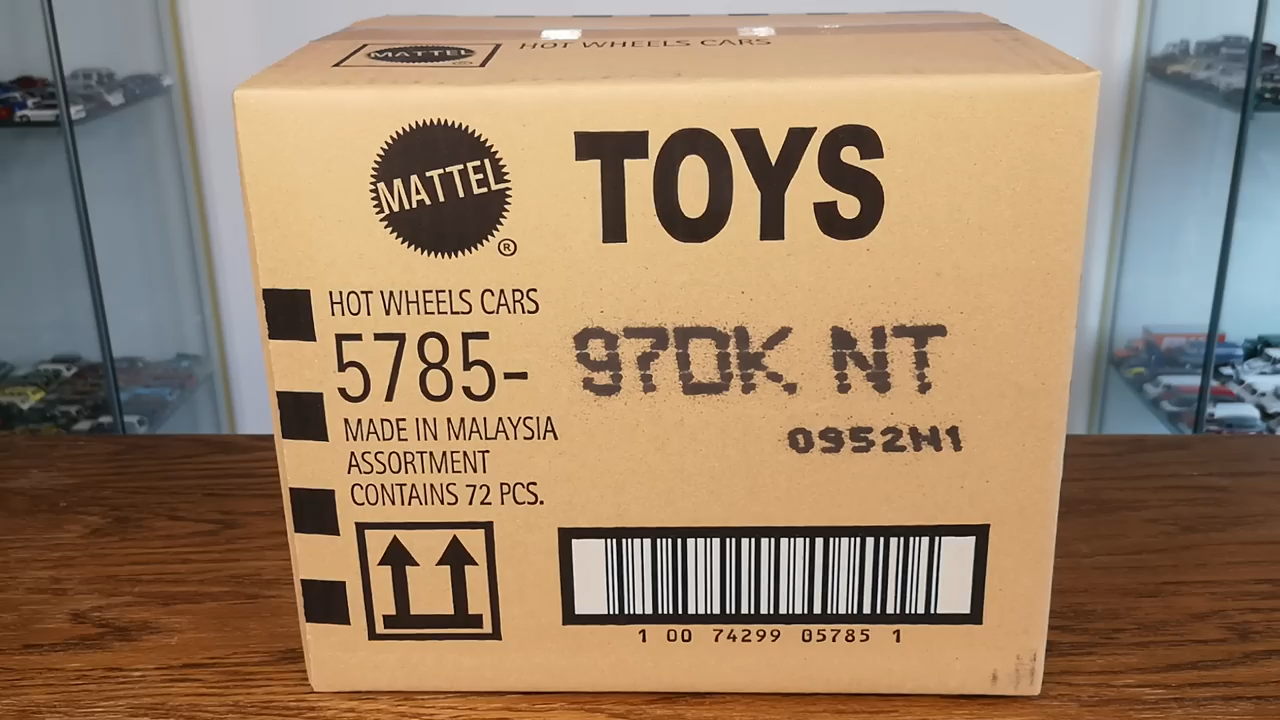 MATTEL
HOT WHEELS CARS
MATTEL
®
TOYS
HOT WHEELS CARS
5785-
97DK NT
MADE IN MALAYSIA
0952H1
ASSORTMENT
CONTAINS 72 PCS.
1 00 74299 05785 1